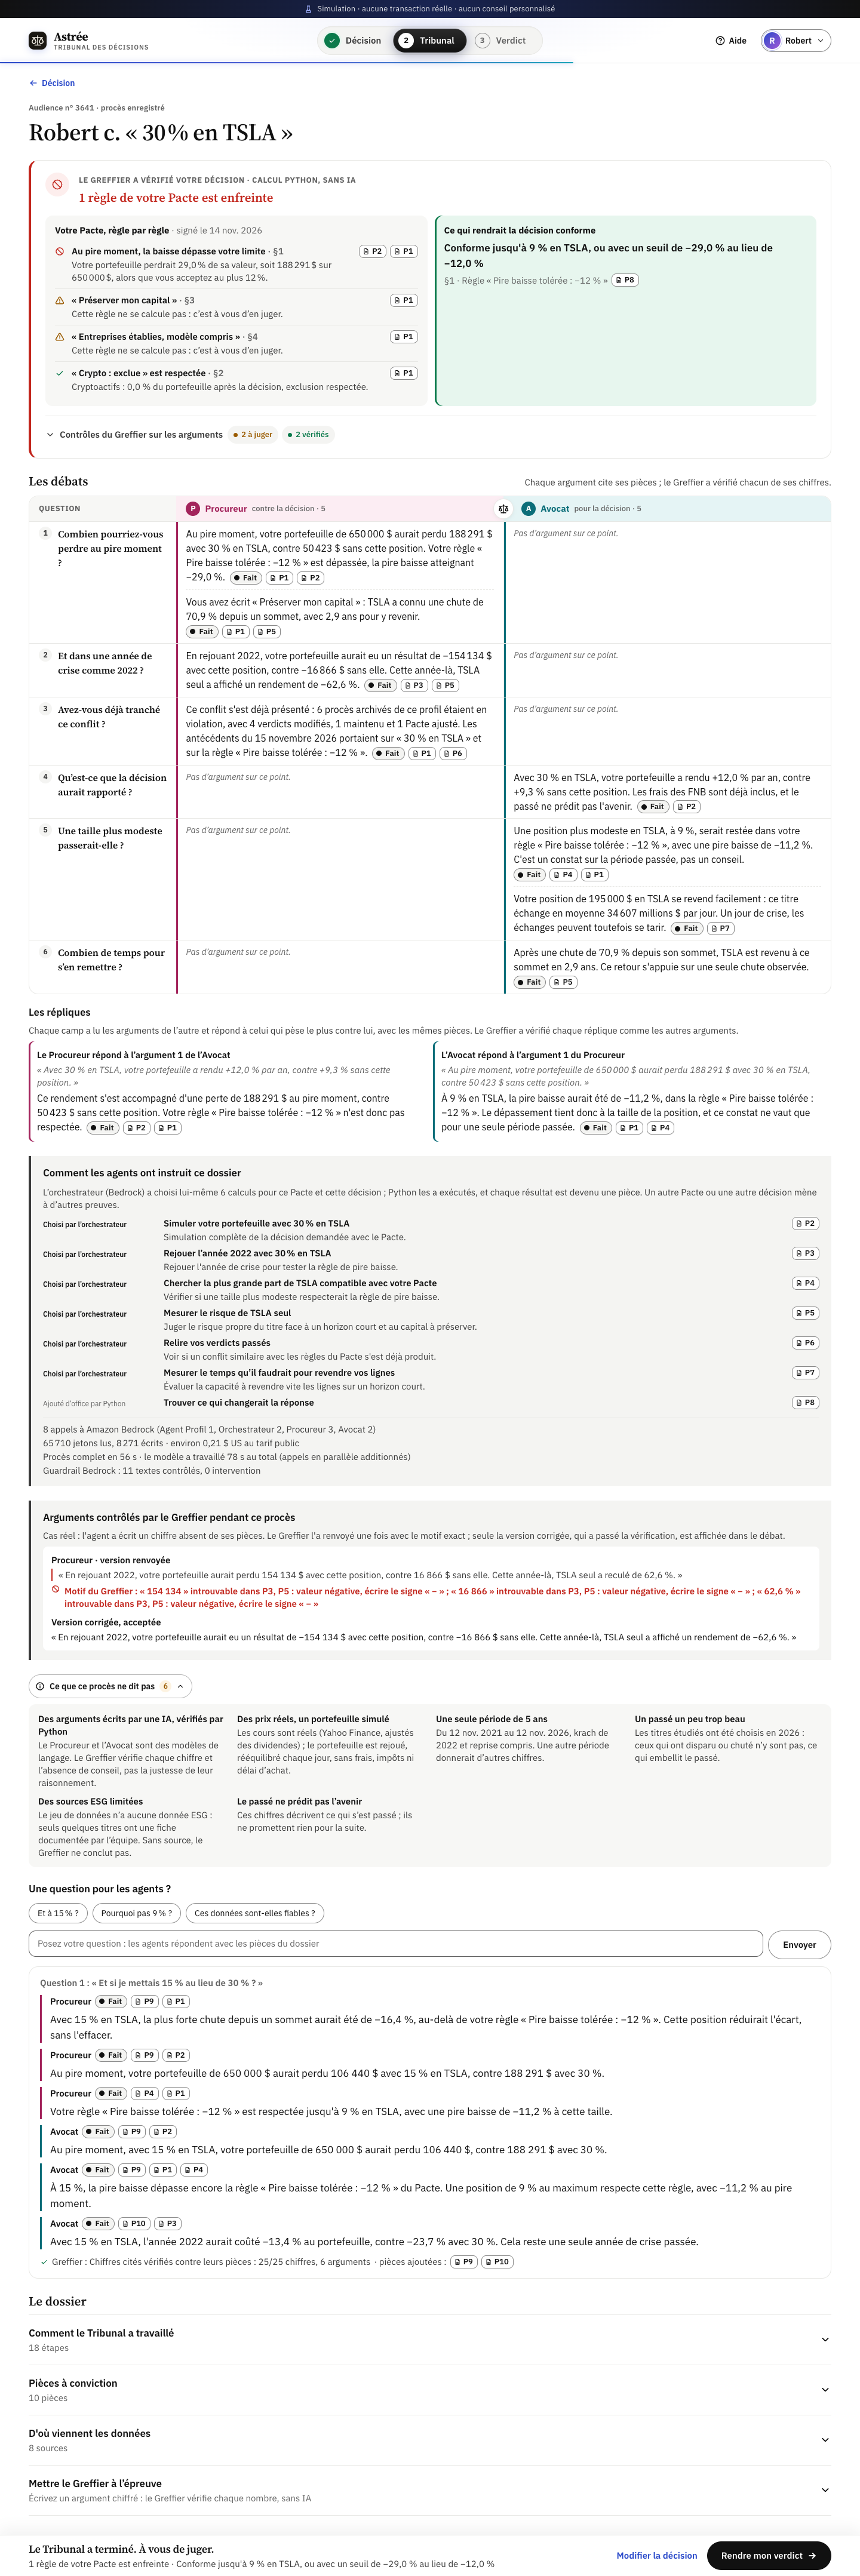 Simulation · aucune transaction réelle · aucun conseil personnalisé
Astrée
TRIBUNAL DES DÉCISIONS
Décision
2 Tribunal
3 Verdict
Aide
R Robert
← Décision
Audience n° 3641 · procès enregistré
Robert c. « 30 % en TSLA »
LE GREFFIER A VÉRIFIÉ VOTRE DÉCISION · CALCUL PYTHON, SANS IA
1 règle de votre Pacte est enfreinte
Votre Pacte, règle par règle · signé le 14 nov. 2026
Au pire moment, la baisse dépasse votre limite · §1 P2 P1
Votre portefeuille perdrait 29,0 % de sa valeur, soit 188 291 $ sur
650 000 $, alors que vous acceptez au plus 12 %.
« Préserver mon capital » · §3 P1
Cette règle ne se calcule pas : c’est à vous d’en juger.
« Entreprises établies, modèle compris » · §4 P1
Cette règle ne se calcule pas : c’est à vous d’en juger.
« Crypto : exclue » est respectée · §2 P1
Cryptoactifs : 0,0 % du portefeuille après la décision, exclusion respectée.
Ce qui rendrait la décision conforme
Conforme jusqu'à 9 % en TSLA, ou avec un seuil de −29,0 % au lieu de
−12,0 %
§1 · Règle « Pire baisse tolérée : −12 % » P8
Contrôles du Greffier sur les arguments 2 à juger 2 vérifiés
Les débats
Chaque argument cite ses pièces ; le Greffier a vérifié chacun de ses chiffres.
QUESTION
P Procureur contre la décision · 5
A Avocat pour la décision · 5
1 Combien pourriez-vous
perdre au pire moment
?
Au pire moment, votre portefeuille de 650 000 $ aurait perdu 188 291 $
avec 30 % en TSLA, contre 50 423 $ sans cette position. Votre règle «
Pire baisse tolérée : −12 % » est dépassée, la pire baisse atteignant
−29,0 %. Fait P1 P2
Vous avez écrit « Préserver mon capital » : TSLA a connu une chute de
70,9 % depuis un sommet, avec 2,9 ans pour y revenir.
Fait P1 P5
Pas d’argument sur ce point.
2 Et dans une année de
crise comme 2022 ?
En rejouant 2022, votre portefeuille aurait eu un résultat de −154 134 $
avec cette position, contre −16 866 $ sans elle. Cette année-là, TSLA
seul a affiché un rendement de −62,6 %. Fait P3 P5
Pas d’argument sur ce point.
3 Avez-vous déjà tranché
ce conflit ?
Ce conflit s'est déjà présenté : 6 procès archivés de ce profil étaient en
violation, avec 4 verdicts modifiés, 1 maintenu et 1 Pacte ajusté. Les
antécédents du 15 novembre 2026 portaient sur « 30 % en TSLA » et
sur la règle « Pire baisse tolérée : −12 % ». Fait P1 P6
Pas d’argument sur ce point.
4 Qu’est-ce que la décision
aurait rapporté ?
Pas d’argument sur ce point.
Avec 30 % en TSLA, votre portefeuille a rendu +12,0 % par an, contre
+9,3 % sans cette position. Les frais des FNB sont déjà inclus, et le
passé ne prédit pas l'avenir. Fait P2
5 Une taille plus modeste
passerait-elle ?
Pas d’argument sur ce point.
Une position plus modeste en TSLA, à 9 %, serait restée dans votre
règle « Pire baisse tolérée : −12 % », avec une pire baisse de −11,2 %.
C'est un constat sur la période passée, pas un conseil.
Fait P4 P1
Votre position de 195 000 $ en TSLA se revend facilement : ce titre
échange en moyenne 34 607 millions $ par jour. Un jour de crise, les
échanges peuvent toutefois se tarir. Fait P7
6 Combien de temps pour
s’en remettre ?
Pas d’argument sur ce point.
Après une chute de 70,9 % depuis son sommet, TSLA est revenu à ce
sommet en 2,9 ans. Ce retour s'appuie sur une seule chute observée.
Fait P5
Les répliques
Chaque camp a lu les arguments de l’autre et répond à celui qui pèse le plus contre lui, avec les mêmes pièces. Le Greffier a vérifié chaque réplique comme les autres arguments.
Le Procureur répond à l’argument 1 de l’Avocat
« Avec 30 % en TSLA, votre portefeuille a rendu +12,0 % par an, contre +9,3 % sans cette
position. »
Ce rendement s'est accompagné d'une perte de 188 291 $ au pire moment, contre
50 423 $ sans cette position. Votre règle « Pire baisse tolérée : −12 % » n'est donc pas
respectée. Fait P2 P1
L’Avocat répond à l’argument 1 du Procureur
« Au pire moment, votre portefeuille de 650 000 $ aurait perdu 188 291 $ avec 30 % en TSLA,
contre 50 423 $ sans cette position. »
À 9 % en TSLA, la pire baisse aurait été de −11,2 %, dans la règle « Pire baisse tolérée :
−12 % ». Le dépassement tient donc à la taille de la position, et ce constat ne vaut que
pour une seule période passée. Fait P1 P4
Comment les agents ont instruit ce dossier
L’orchestrateur (Bedrock) a choisi lui-même 6 calculs pour ce Pacte et cette décision ; Python les a exécutés, et chaque résultat est devenu une pièce. Un autre Pacte ou une autre décision mène
à d’autres preuves.
Choisi par l’orchestrateur Simuler votre portefeuille avec 30 % en TSLA P2
Simulation complète de la décision demandée avec le Pacte.
Choisi par l’orchestrateur Rejouer l’année 2022 avec 30 % en TSLA P3
Rejouer l'année de crise pour tester la règle de pire baisse.
Choisi par l’orchestrateur Chercher la plus grande part de TSLA compatible avec votre Pacte P4
Vérifier si une taille plus modeste respecterait la règle de pire baisse.
Choisi par l’orchestrateur Mesurer le risque de TSLA seul P5
Juger le risque propre du titre face à un horizon court et au capital à préserver.
Choisi par l’orchestrateur Relire vos verdicts passés P6
Voir si un conflit similaire avec les règles du Pacte s'est déjà produit.
Choisi par l’orchestrateur Mesurer le temps qu’il faudrait pour revendre vos lignes P7
Évaluer la capacité à revendre vite les lignes sur un horizon court.
Ajouté d’office par Python Trouver ce qui changerait la réponse P8
8 appels à Amazon Bedrock (Agent Profil 1, Orchestrateur 2, Procureur 3, Avocat 2)
65 710 jetons lus, 8 271 écrits · environ 0,21 $ US au tarif public
Procès complet en 56 s · le modèle a travaillé 78 s au total (appels en parallèle additionnés)
Guardrail Bedrock : 11 textes contrôlés, 0 intervention
Arguments contrôlés par le Greffier pendant ce procès
Cas réel : l’agent a écrit un chiffre absent de ses pièces. Le Greffier l’a renvoyé une fois avec le motif exact ; seule la version corrigée, qui a passé la vérification, est affichée dans le débat.
Procureur · version renvoyée
« En rejouant 2022, votre portefeuille aurait perdu 154 134 $ avec cette position, contre 16 866 $ sans elle. Cette année-là, TSLA seul a reculé de 62,6 %. »
Motif du Greffier : « 154 134 » introuvable dans P3, P5 : valeur négative, écrire le signe « − » ; « 16 866 » introuvable dans P3, P5 : valeur négative, écrire le signe « − » ; « 62,6 % »
introuvable dans P3, P5 : valeur négative, écrire le signe « − »
Version corrigée, acceptée
« En rejouant 2022, votre portefeuille aurait eu un résultat de −154 134 $ avec cette position, contre −16 866 $ sans elle. Cette année-là, TSLA seul a affiché un rendement de −62,6 %. »
Ce que ce procès ne dit pas 6
Des arguments écrits par une IA, vérifiés par
Python
Le Procureur et l’Avocat sont des modèles de
langage. Le Greffier vérifie chaque chiffre et
l’absence de conseil, pas la justesse de leur
raisonnement.
Des prix réels, un portefeuille simulé
Les cours sont réels (Yahoo Finance, ajustés
des dividendes) ; le portefeuille est rejoué,
rééquilibré chaque jour, sans frais, impôts ni
délai d’achat.
Une seule période de 5 ans
Du 12 nov. 2021 au 12 nov. 2026, krach de
2022 et reprise compris. Une autre période
donnerait d’autres chiffres.
Un passé un peu trop beau
Les titres étudiés ont été choisis en 2026 :
ceux qui ont disparu ou chuté n’y sont pas, ce
qui embellit le passé.
Des sources ESG limitées
Le jeu de données n’a aucune donnée ESG :
seuls quelques titres ont une fiche
documentée par l’équipe. Sans source, le
Greffier ne conclut pas.
Le passé ne prédit pas l’avenir
Ces chiffres décrivent ce qui s’est passé ; ils
ne promettent rien pour la suite.
Une question pour les agents ?
Et à 15 % ?
Pourquoi pas 9 % ?
Ces données sont-elles fiables ?
Posez votre question : les agents répondent avec les pièces du dossier
Envoyer
Question 1 : « Et si je mettais 15 % au lieu de 30 % ? »
Procureur Fait P9 P1
Avec 15 % en TSLA, la plus forte chute depuis un sommet aurait été de −16,4 %, au-delà de votre règle « Pire baisse tolérée : −12 % ». Cette position réduirait l'écart,
sans l'effacer.
Procureur Fait P9 P2
Au pire moment, votre portefeuille de 650 000 $ aurait perdu 106 440 $ avec 15 % en TSLA, contre 188 291 $ avec 30 %.
Procureur Fait P4 P1
Votre règle « Pire baisse tolérée : −12 % » est respectée jusqu'à 9 % en TSLA, avec une pire baisse de −11,2 % à cette taille.
Avocat Fait P9 P2
Au pire moment, avec 15 % en TSLA, votre portefeuille de 650 000 $ aurait perdu 106 440 $, contre 188 291 $ avec 30 %.
Avocat Fait P9 P1 P4
À 15 %, la pire baisse dépasse encore la règle « Pire baisse tolérée : −12 % » du Pacte. Une position de 9 % au maximum respecte cette règle, avec −11,2 % au pire
moment.
Avocat Fait P10 P3
Avec 15 % en TSLA, l'année 2022 aurait coûté −13,4 % au portefeuille, contre −23,7 % avec 30 %. Cela reste une seule année de crise passée.
Greffier : Chiffres cités vérifiés contre leurs pièces : 25/25 chiffres, 6 arguments · pièces ajoutées : P9 P10
Le dossier
Comment le Tribunal a travaillé
18 étapes
Pièces à conviction
10 pièces
D'où viennent les données
8 sources
Mettre le Greffier à l’épreuve
Écrivez un argument chiffré : le Greffier vérifie chaque nombre, sans IA
Le Tribunal a terminé. À vous de juger.
1 règle de votre Pacte est enfreinte · Conforme jusqu'à 9 % en TSLA, ou avec un seuil de −29,0 % au lieu de −12,0 %
Modifier la décision
Rendre mon verdict →